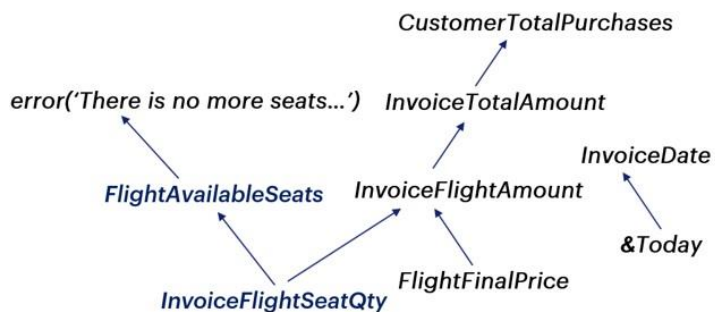 CustomerTotalPurchases
error('There is no more seats...')
InvoiceTotalAmount
InvoiceDate
FlightAvailableSeats
InvoiceFlightAmount
&Today
FlightFinalPrice
InvoiceFlightSeatQty